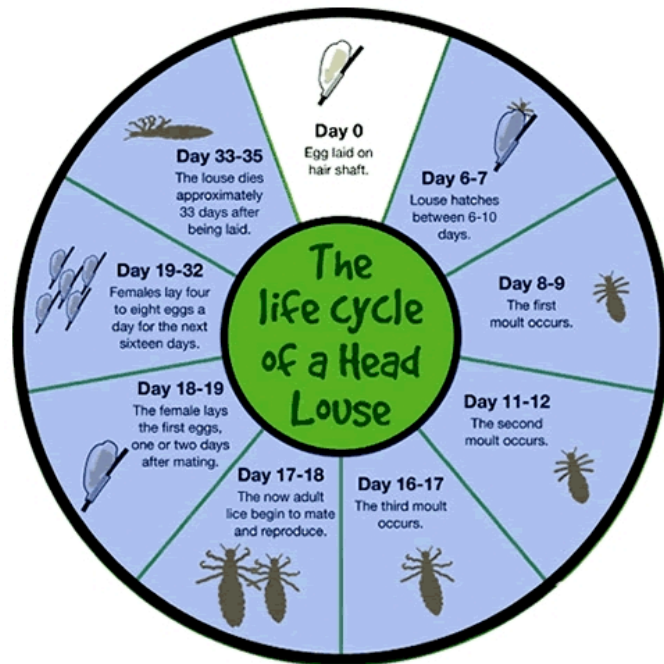 The
life cycle
of a Head
Louse
Day 0
Egg laid on
hair shaft.
Day 6-7
Louse hatches
between 6-10
days.
Day 8-9
The first
moult occurs.
Day 11-12
The second
moult occurs.
Day 16-17
The third moult
occurs.
Day 17-18
The now adult
lice begin to mate
and reproduce.
Day 18-19
The female lays
the first eggs,
one or two days
after mating.
Day 19-32
Females lay four
to eight eggs a
day for the next
sixteen days.
Day 33-35
The louse dies
approximately
33 days after
being laid.